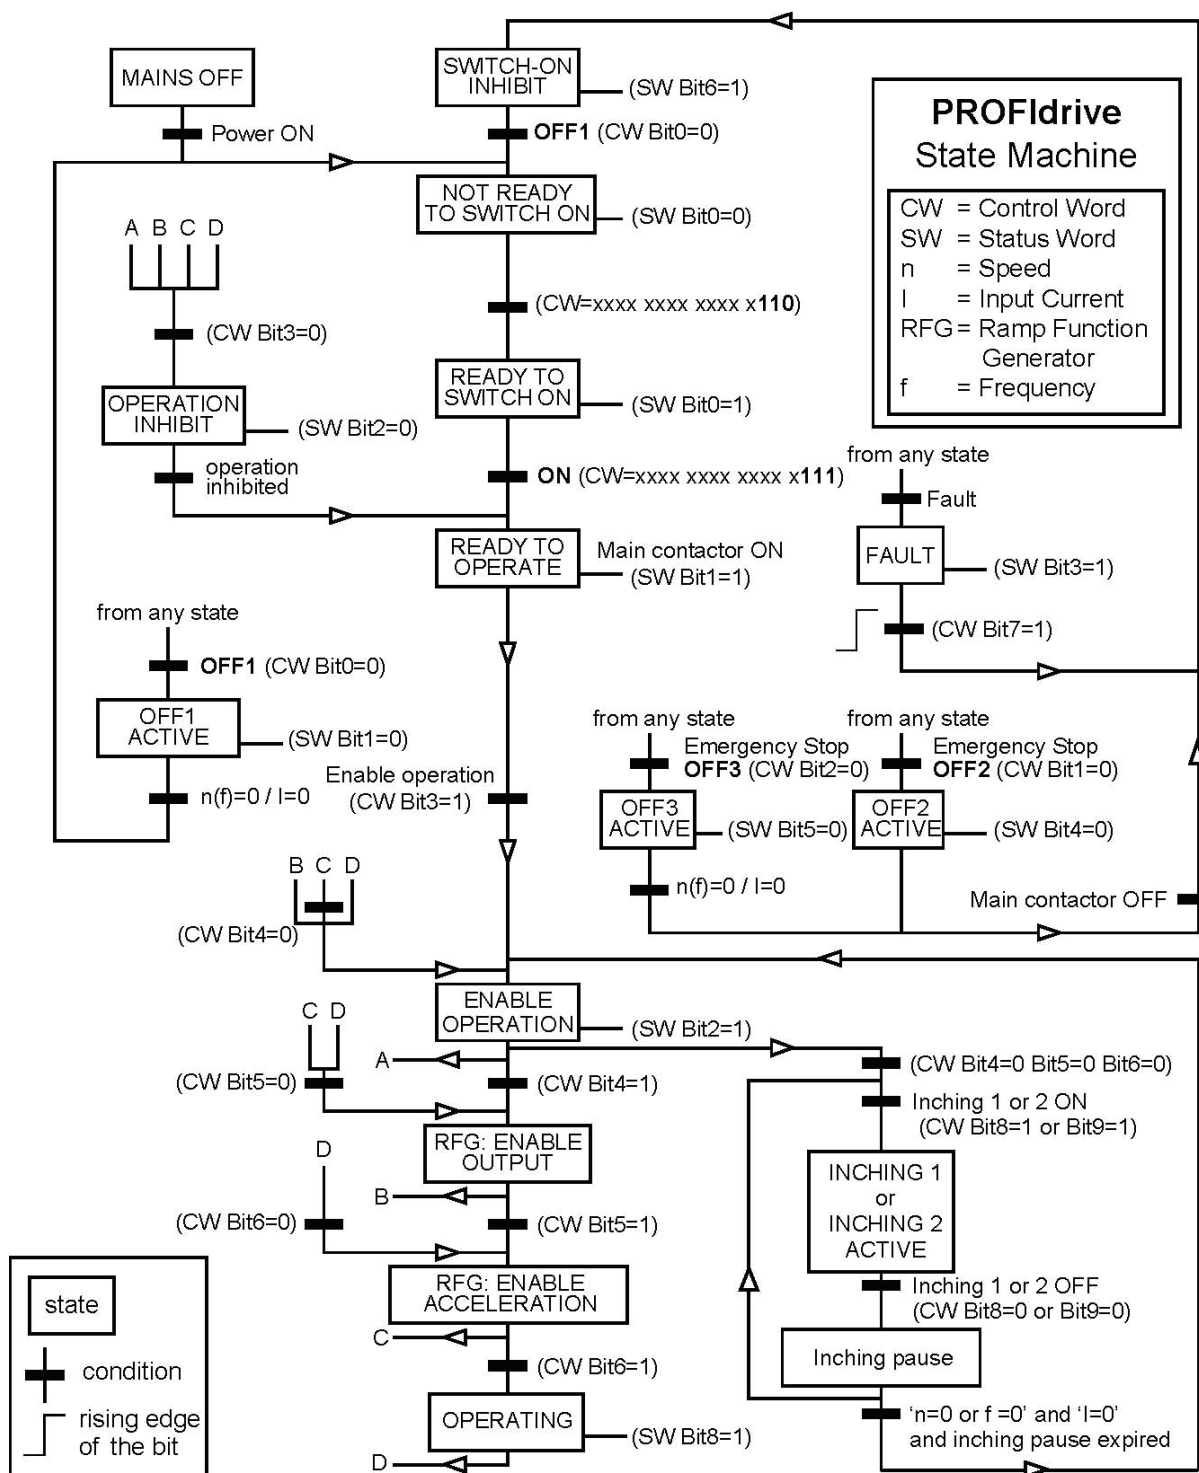 MAINS OFF
Power ON
SWITCH-ON
INHIBIT
(SW Bit6=1)
OFF1 (CW Bit0=0)
NOT READY
TO SWITCH ON
(SW Bit0=0)
(CW=xxxx xxxx xxxx x110)
READY TO
SWITCH ON
(SW Bit0=1)
ON (CW=xxxx xxxx xxxx x111)
READY TO
OPERATE
Main contactor ON
(SW Bit1=1)
PROFIdrive
State Machine
CW = Control Word
SW = Status Word
n = Speed
I = Input Current
RFG = Ramp Function
Generator
f = Frequency
A B C D
(CW Bit3=0)
OPERATION
INHIBIT
(SW Bit2=0)
operation
inhibited
from any state
Fault
FAULT
(SW Bit3=1)
(CW Bit7=1)
from any state
OFF1 (CW Bit0=0)
OFF1
ACTIVE
(SW Bit1=0)
n(f)=0 / I=0
Enable operation
(CW Bit3=1)
from any state
Emergency Stop
OFF3 (CW Bit2=0)
OFF3
ACTIVE
(SW Bit5=0)
n(f)=0 / I=0
from any state
Emergency Stop
OFF2 (CW Bit1=0)
OFF2
ACTIVE
(SW Bit4=0)
Main contactor OFF
B C D
(CW Bit4=0)
ENABLE
OPERATION
(SW Bit2=1)
A
(CW Bit4=1)
C D
(CW Bit5=0)
RFG: ENABLE
OUTPUT
B
(CW Bit5=1)
D
(CW Bit6=0)
RFG: ENABLE
ACCELERATION
C
(CW Bit6=1)
OPERATING
(SW Bit8=1)
D
(CW Bit4=0 Bit5=0 Bit6=0)
Inching 1 or 2 ON
(CW Bit8=1 or Bit9=1)
INCHING 1
or
INCHING 2
ACTIVE
Inching 1 or 2 OFF
(CW Bit8=0 or Bit9=0)
Inching pause
‘n=0 or f =0’ and ‘I=0’
and inching pause expired
state
condition
rising edge
of the bit